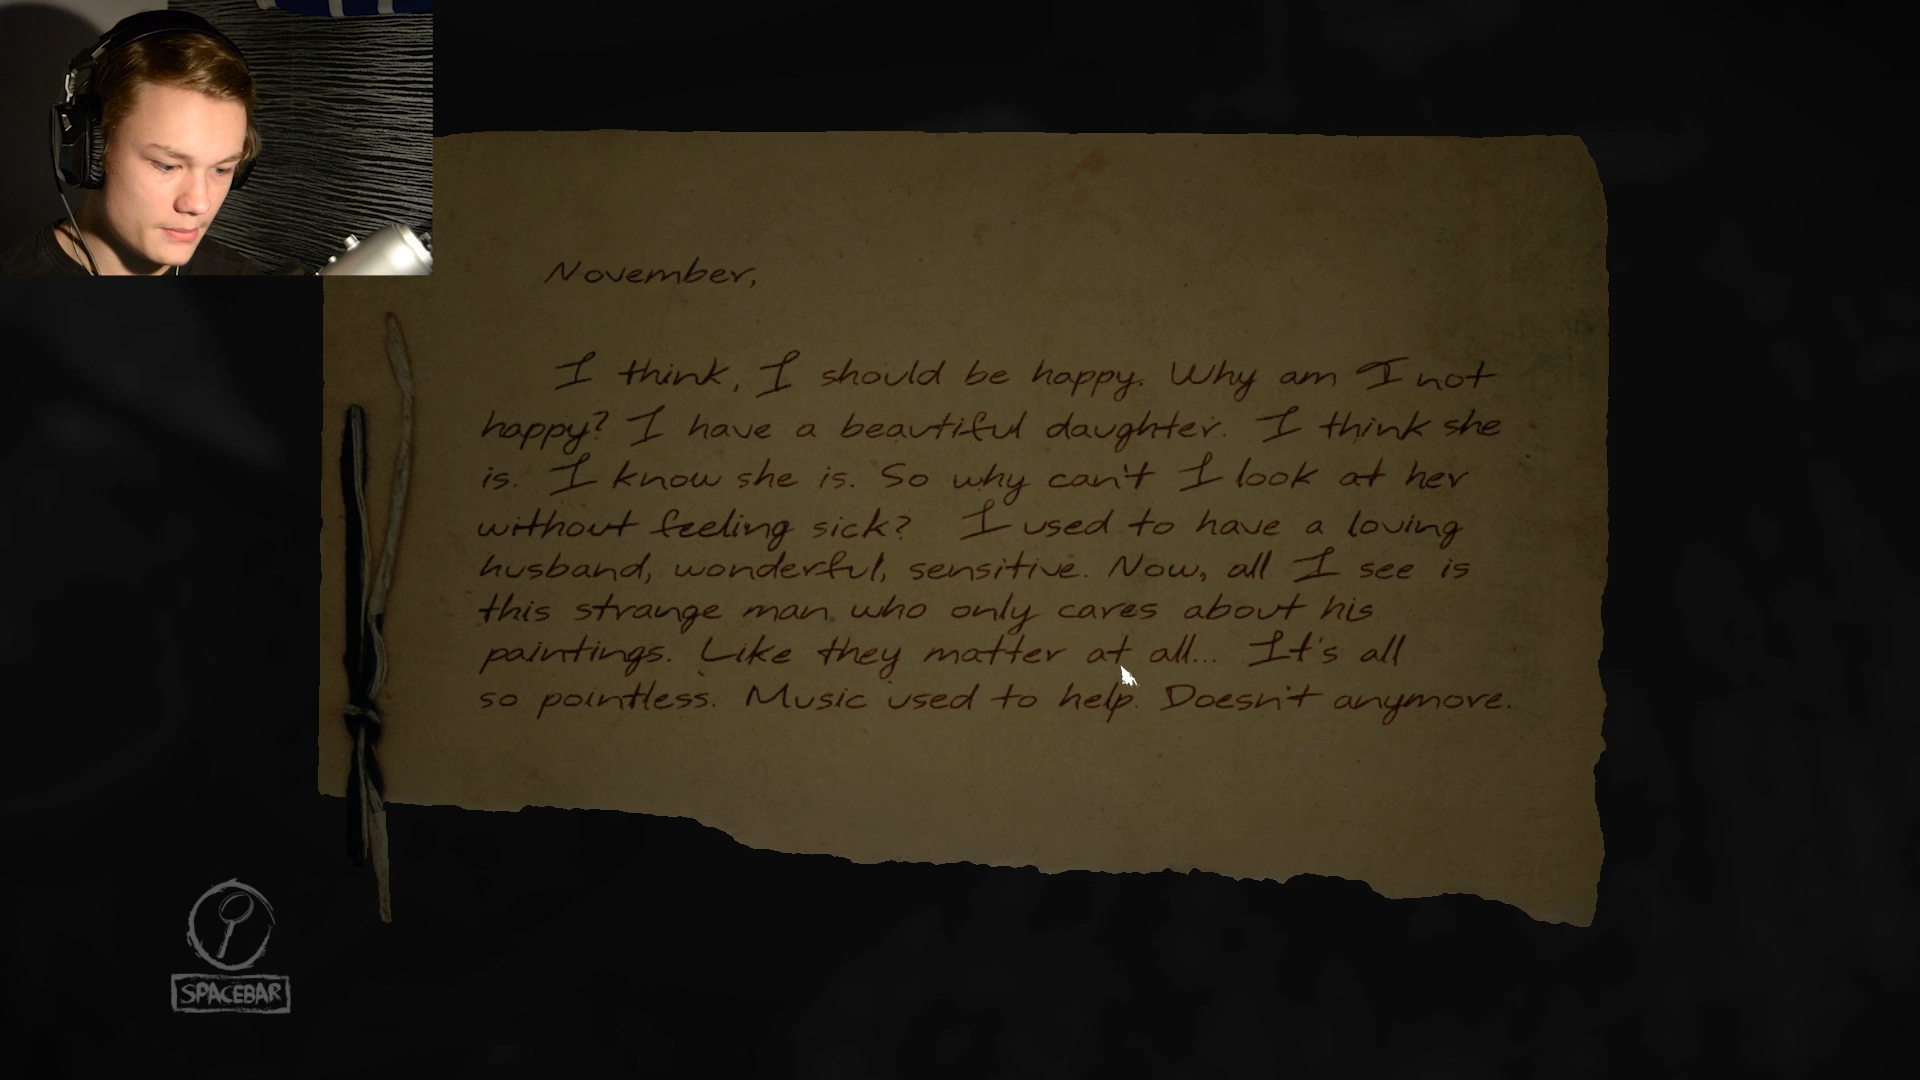 November,
I think, I should be happy. Why am I not
happy? I have a beautiful daughter. I think she
is. I know she is. So why can't I look at her
without feeling sick? I used to have a loving
husband, wonderful, sensitive. Now, all I see is
this strange man who only cares about his
paintings. Like they matter at all... It's all
so pointless. Music used to help. Doesn't anymore.
SPACEBAR